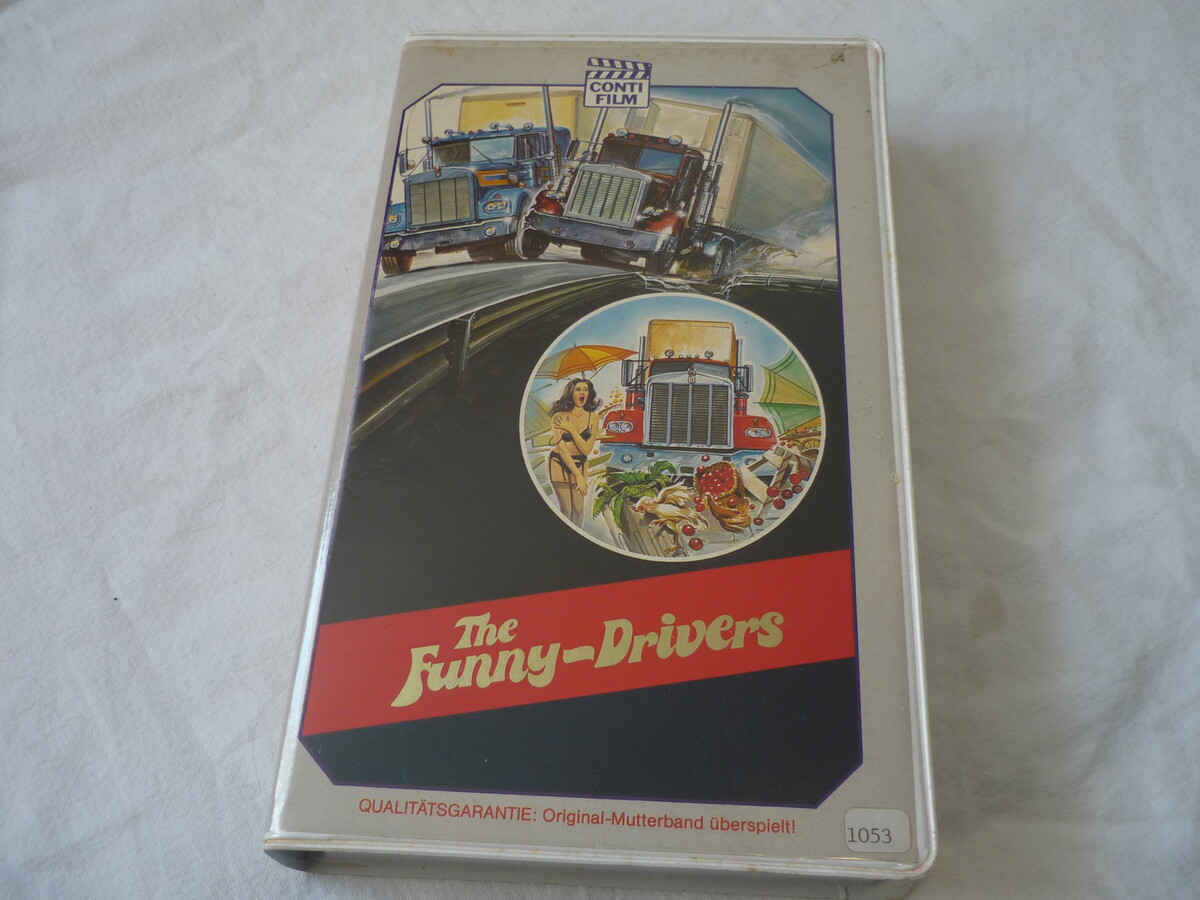 CONTI
FILM
The
Funny-Drivers
QUALITÄTSGARANTIE: Original-Mutterband überspielt!
1053